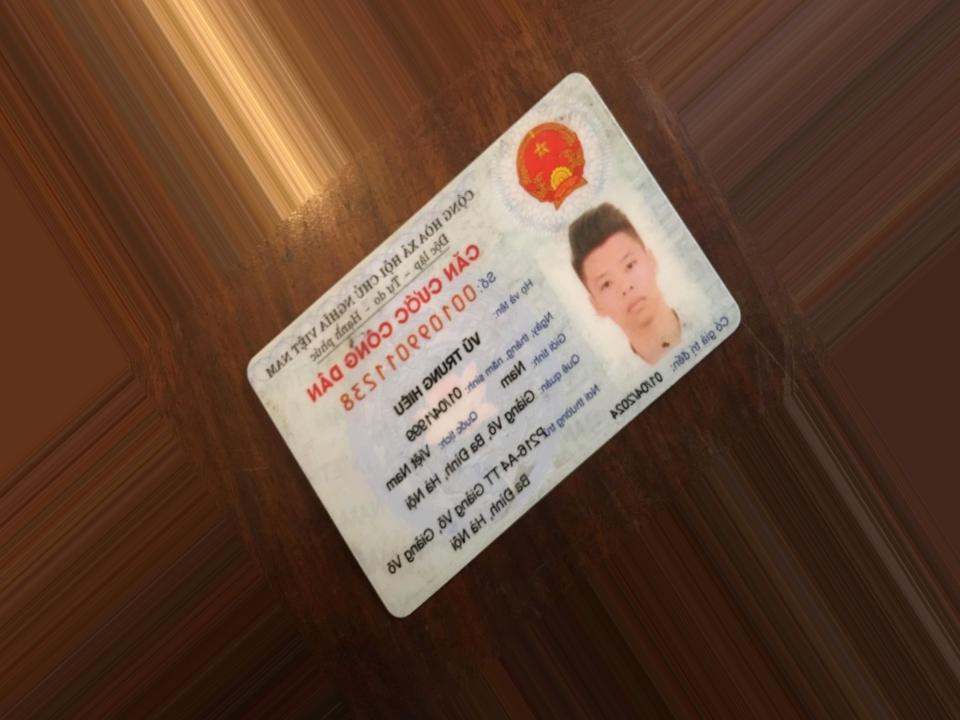 CỘNG HÒA XÃ HỘI CHỦ NGHĨA VIỆT NAM
Độc lập - Tự do - Hạnh phúc
CĂN CƯỚC CÔNG DÂN
Số: 001099011238
Họ và tên:
VŨ TRUNG HIẾU
Ngày, tháng, năm sinh: 01/04/1999
Giới tính: Nam Quốc tịch: Việt Nam
Quê quán: Giảng Võ, Ba Đình, Hà Nội
Nơi thường trú: P216-A4 TT Giảng Võ, Giảng Võ
Ba Đình, Hà Nội
Có giá trị đến: 01/04/2024